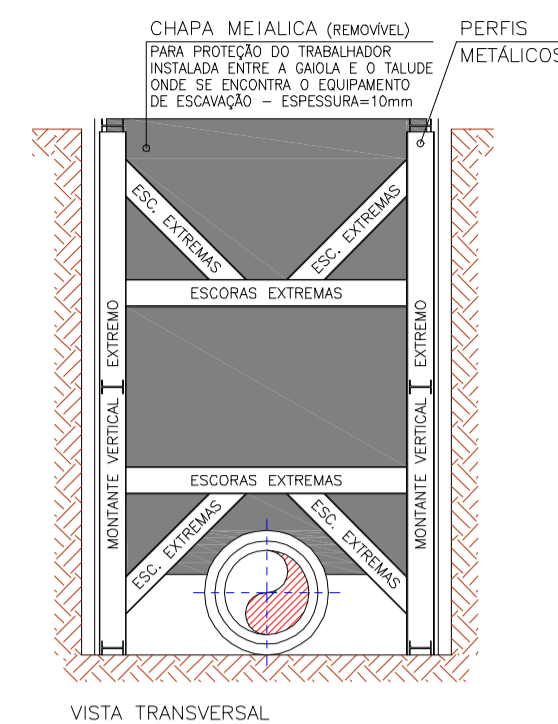 CHAPA MEIALICA (REMOVÍVEL)
PARA PROTEÇÃO DO TRABALHADOR
INSTALADA ENTRE A GAIOLA E O TALUDE
ONDE SE ENCONTRA O EQUIPAMENTO
DE ESCAVAÇÃO – ESPESSURA=10mm
PERFIS
METÁLICOS
ESC. EXTREMAS
ESC. EXTREMAS
ESCORAS EXTREMAS
MONTANTE VERTICAL EXTREMO
MONTANTE VERTICAL EXTREMO
ESCORAS EXTREMAS
ESC. EXTREMAS
ESC. EXTREMAS
VISTA TRANSVERSAL